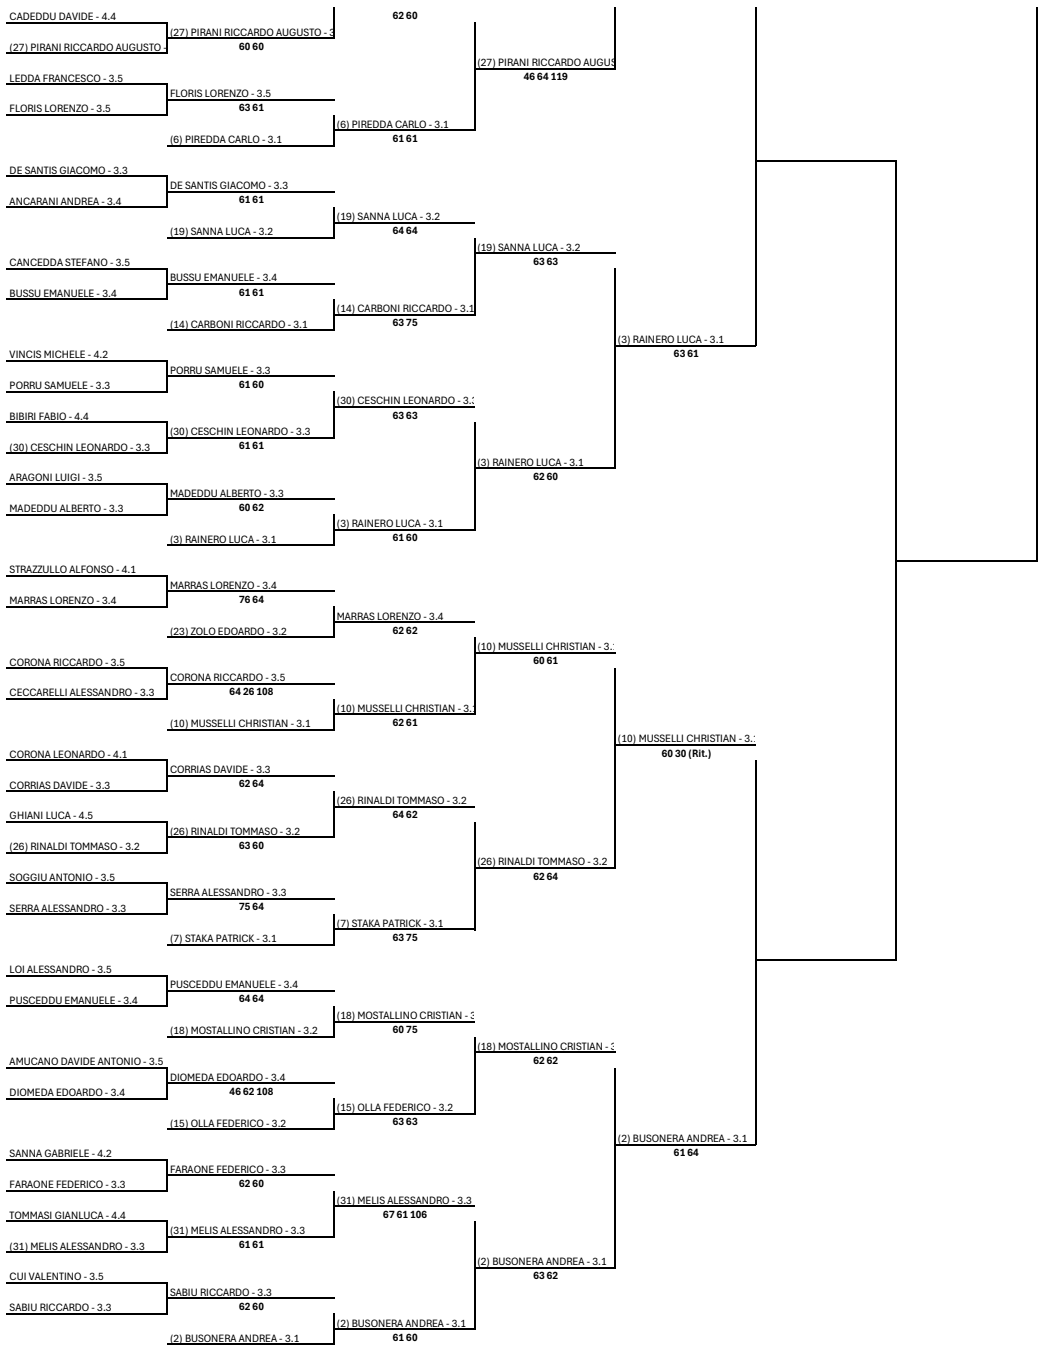 CADEDDU DAVIDE - 4.4
(27) PIRANI RICCARDO AUGUSTO -
LEDDA FRANCESCO - 3.5
FLORIS LORENZO - 3.5
DE SANTIS GIACOMO - 3.3
ANCARANI ANDREA - 3.4
CANCEDDA STEFANO - 3.5
BUSSU EMANUELE - 3.4
VINCIS MICHELE - 4.2
PORRU SAMUELE - 3.3
BIBIRI FABIO - 4.4
(30) CESCHIN LEONARDO - 3.3
ARAGONI LUIGI - 3.5
MADEDDU ALBERTO - 3.3
STRAZZULLO ALFONSO - 4.1
MARRAS LORENZO - 3.4
CORONA RICCARDO - 3.5
CECCARELLI ALESSANDRO - 3.3
CORONA LEONARDO - 4.1
CORRIAS DAVIDE - 3.3
GHIANI LUCA - 4.5
(26) RINALDI TOMMASO - 3.2
SOGGIU ANTONIO - 3.5
SERRA ALESSANDRO - 3.3
LOI ALESSANDRO - 3.5
PUSCEDDU EMANUELE - 3.4
AMUCANO DAVIDE ANTONIO - 3.5
DIOMEDA EDOARDO - 3.4
SANNA GABRIELE - 4.2
FARAONE FEDERICO - 3.3
TOMMASI GIANLUCA - 4.4
(31) MELIS ALESSANDRO - 3.3
CUI VALENTINO - 3.5
SABIU RICCARDO - 3.3
(27) PIRANI RICCARDO AUGUSTO - 3
60 60
FLORIS LORENZO - 3.5
63 61
(6) PIREDDA CARLO - 3.1
DE SANTIS GIACOMO - 3.3
61 61
(19) SANNA LUCA - 3.2
BUSSU EMANUELE - 3.4
61 61
(14) CARBONI RICCARDO - 3.1
PORRU SAMUELE - 3.3
61 60
(30) CESCHIN LEONARDO - 3.3
61 61
MADEDDU ALBERTO - 3.3
60 62
(3) RAINERO LUCA - 3.1
MARRAS LORENZO - 3.4
76 64
(23) ZOLO EDOARDO - 3.2
CORONA RICCARDO - 3.5
64 26 108
(10) MUSSELLI CHRISTIAN - 3.1
CORRIAS DAVIDE - 3.3
62 64
(26) RINALDI TOMMASO - 3.2
63 60
SERRA ALESSANDRO - 3.3
75 64
(7) STAKA PATRICK - 3.1
PUSCEDDU EMANUELE - 3.4
64 64
(18) MOSTALLINO CRISTIAN - 3.2
DIOMEDA EDOARDO - 3.4
46 62 108
(15) OLLA FEDERICO - 3.2
FARAONE FEDERICO - 3.3
62 60
(31) MELIS ALESSANDRO - 3.3
61 61
SABIU RICCARDO - 3.3
62 60
(2) BUSONERA ANDREA - 3.1
62 60
(6) PIREDDA CARLO - 3.1
61 61
(19) SANNA LUCA - 3.2
64 64
(14) CARBONI RICCARDO - 3.1
63 75
(30) CESCHIN LEONARDO - 3.3
63 63
(3) RAINERO LUCA - 3.1
61 60
MARRAS LORENZO - 3.4
62 62
(10) MUSSELLI CHRISTIAN - 3.1
62 61
(26) RINALDI TOMMASO - 3.2
64 62
(7) STAKA PATRICK - 3.1
63 75
(18) MOSTALLINO CRISTIAN - 3
60 75
(15) OLLA FEDERICO - 3.2
63 63
(31) MELIS ALESSANDRO - 3.3
67 61 106
(2) BUSONERA ANDREA - 3.1
61 60
(27) PIRANI RICCARDO AUGUS
46 64 119
(19) SANNA LUCA - 3.2
63 63
(3) RAINERO LUCA - 3.1
62 60
(10) MUSSELLI CHRISTIAN - 3.
60 61
(26) RINALDI TOMMASO - 3.2
62 64
(18) MOSTALLINO CRISTIAN - 3
62 62
(2) BUSONERA ANDREA - 3.1
63 62
(3) RAINERO LUCA - 3.1
63 61
(10) MUSSELLI CHRISTIAN - 3.
60 30 (Rit.)
(2) BUSONERA ANDREA - 3.1
61 64